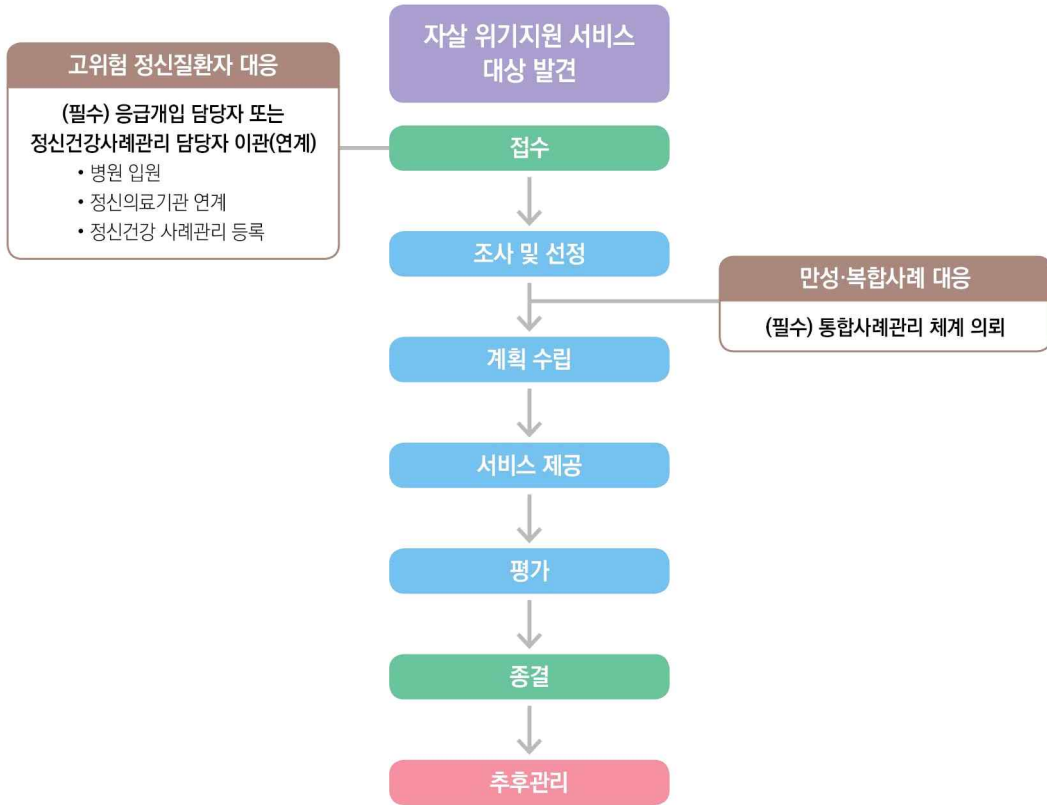 자살 위기지원 서비스
대상 발견
고위험 정신질환자 대응
(필수) 응급개입 담당자 또는
정신건강사례관리 담당자 이관(연계)
• 병원 입원
• 정신의료기관 연계
• 정신건강 사례관리 등록
접수
조사 및 선정
만성·복합사례 대응
(필수) 통합사례관리 체계 의뢰
계획 수립
서비스 제공
평가
종결
추후관리